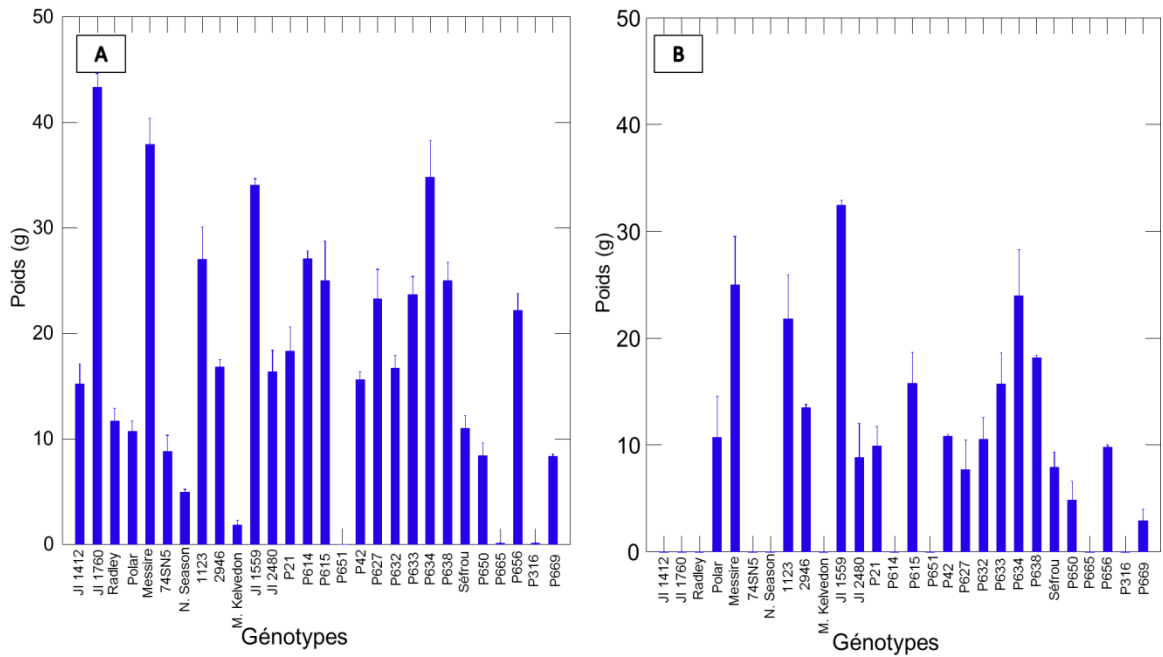 A
50
40
30
20
10
0
Poids (g)
JI 1412
JI 1760
Radley
Polar
Messire
74SN5
N. Season
1123
2946
M. Kelvedon
JI 1559
JI 2480
P21
P614
P615
P651
P42
P627
P632
P633
P634
P638
Séfrou
P650
P665
P656
P316
P669
Génotypes
B
50
40
30
20
10
0
Poids (g)
JI 1412
JI 1760
Radley
Polar
Messire
74SN5
N. Season
1123
2946
M. Kelvedon
JI 1559
JI 2480
P21
P614
P615
P651
P42
P627
P632
P633
P634
P638
Séfrou
P650
P665
P656
P316
P669
Génotypes